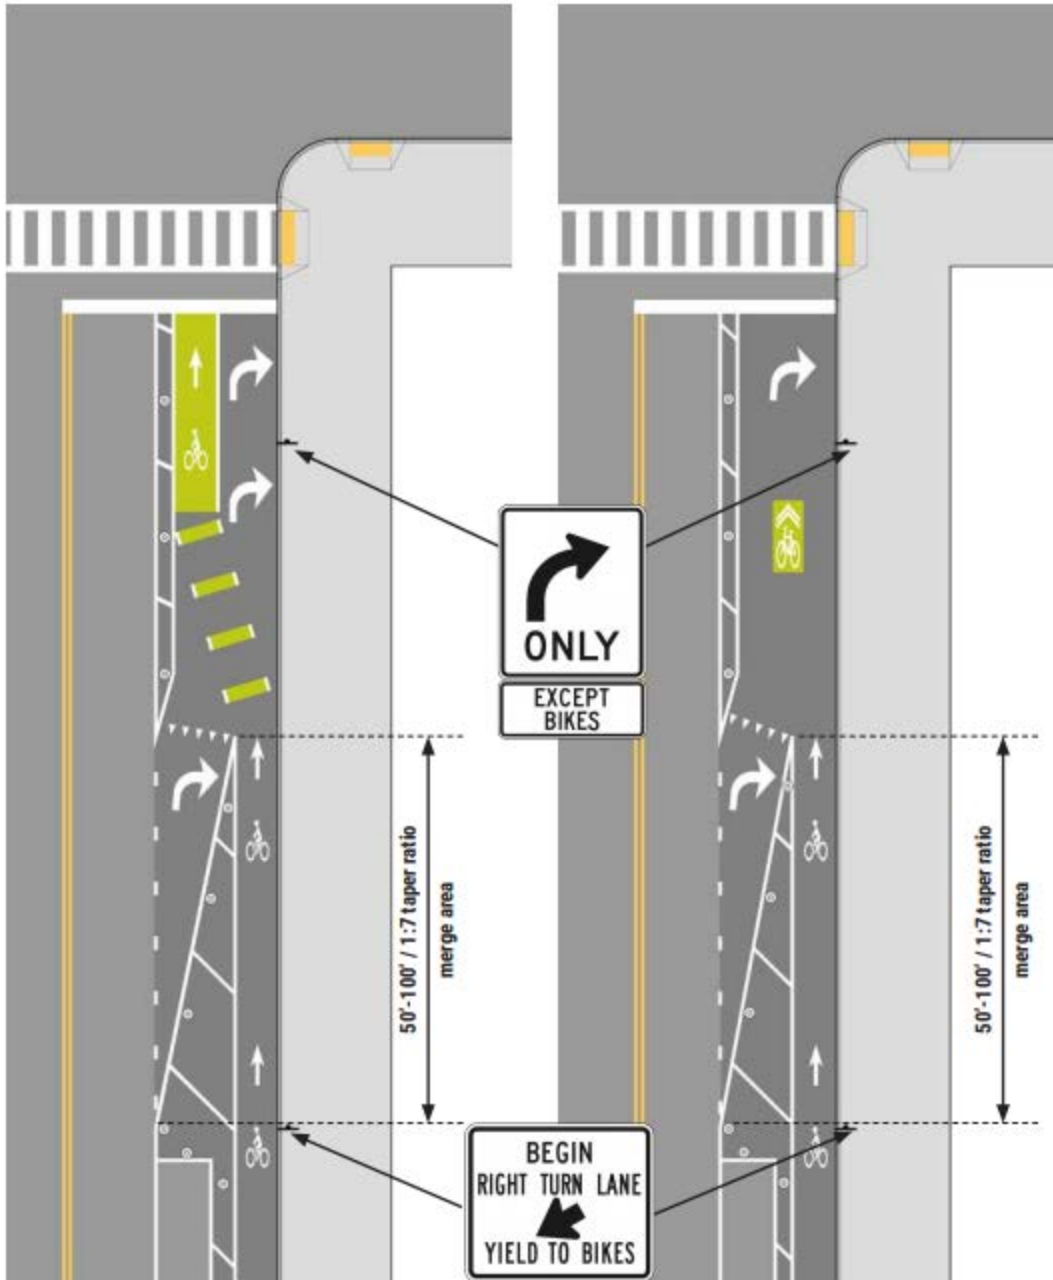 ONLY
EXCEPT
BIKES
50'-100' / 1:7 taper ratio
merge area
50'-100' / 1:7 taper ratio
merge area
BEGIN
RIGHT TURN LANE
YIELD TO BIKES